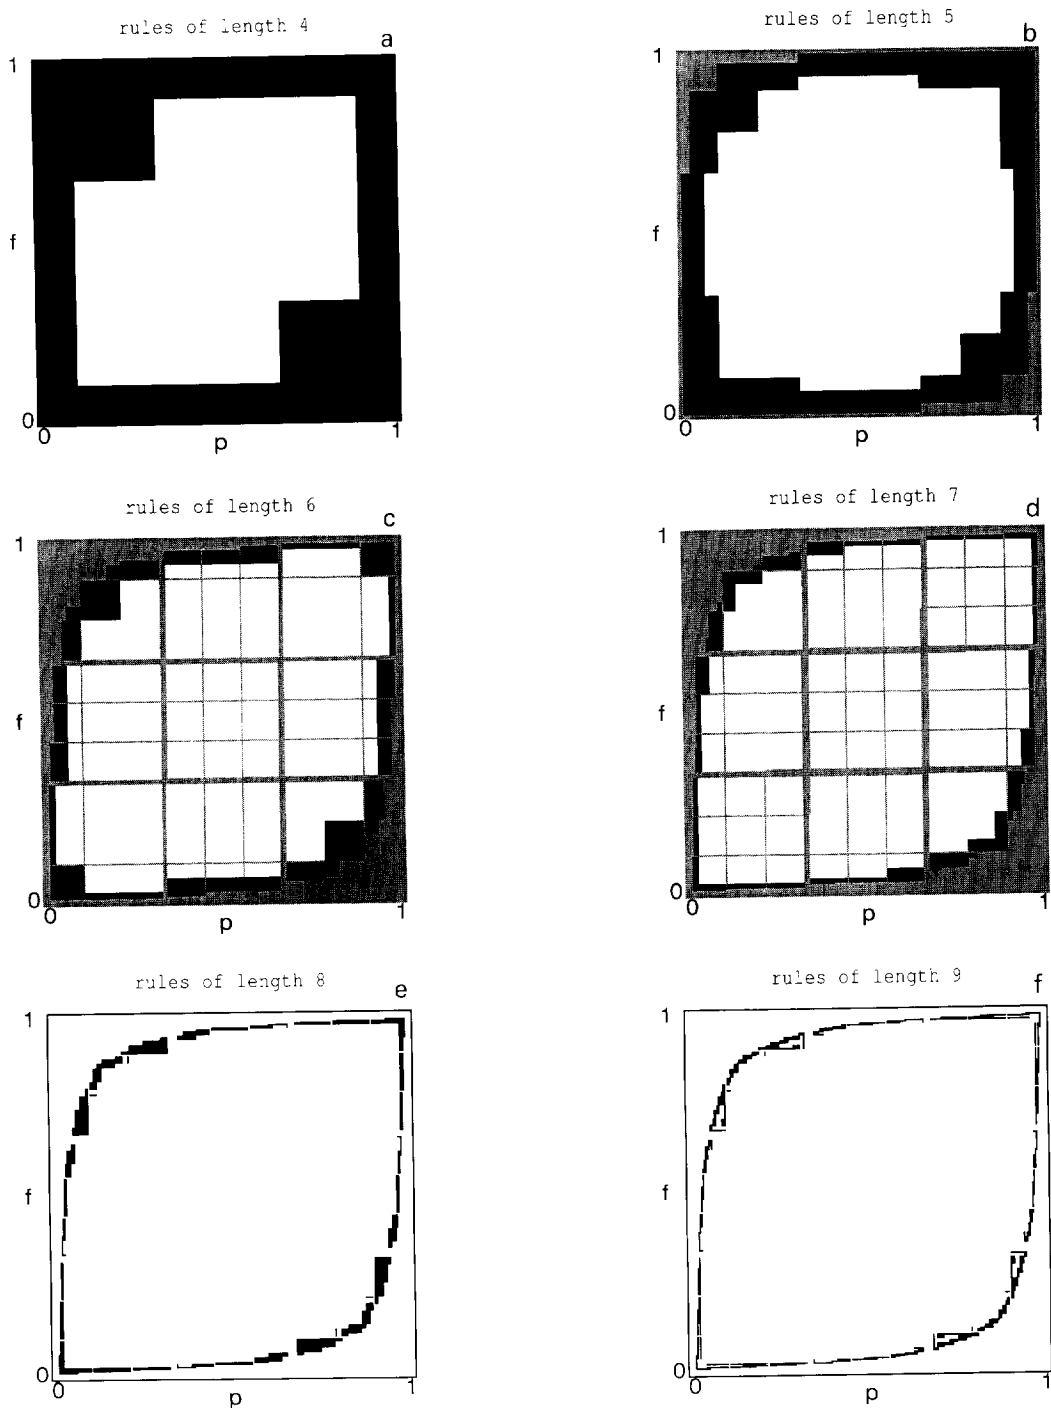 rules of length 4
a
1
f
0
0
p
1
rules of length 5
b
1
f
0
0
p
1
rules of length 6
c
1
f
0
0
p
1
rules of length 7
d
1
f
0
0
p
1
rules of length 8
e
1
f
0
0
p
1
rules of length 9
f
1
f
0
0
p
1